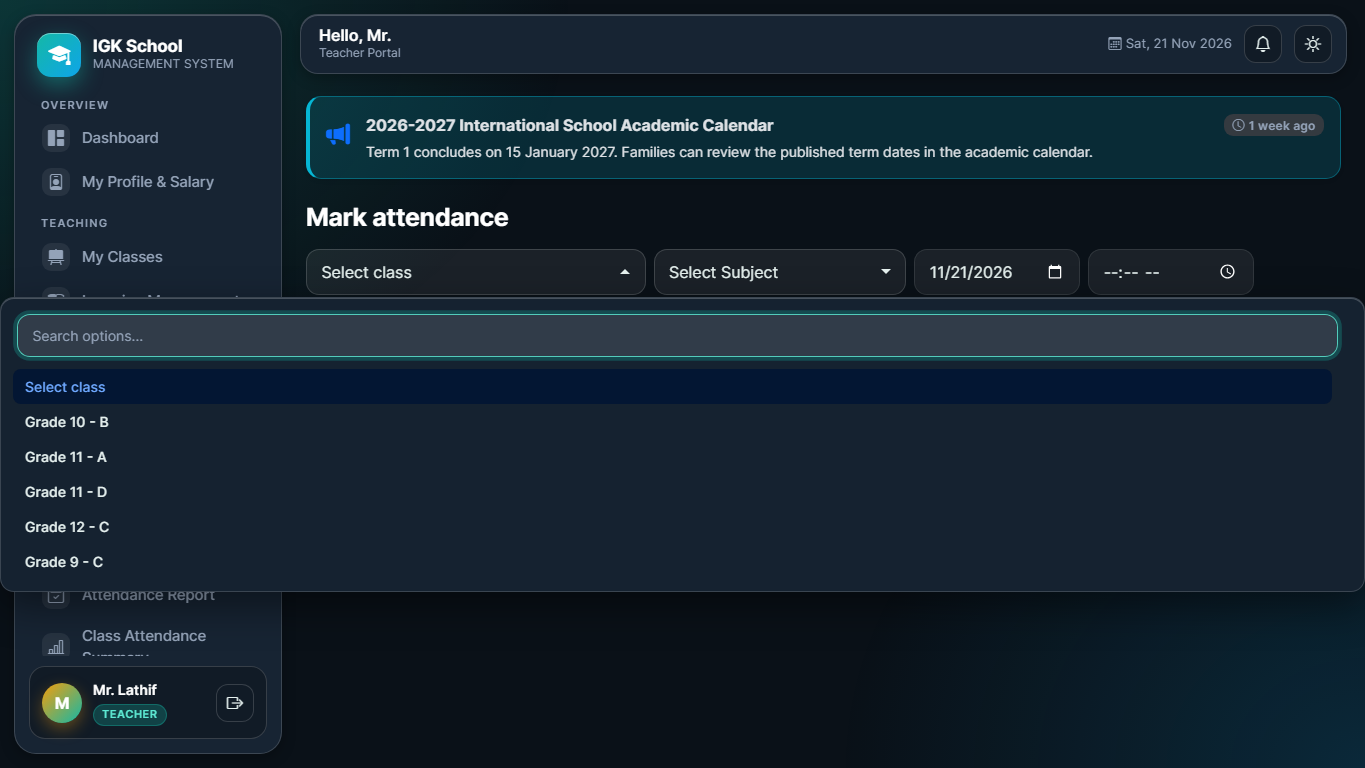 IGK School
MANAGEMENT SYSTEM
OVERVIEW
Dashboard
My Profile & Salary
TEACHING
My Classes
Hello, Mr.
Teacher Portal
Sat, 21 Nov 2026
2026-2027 International School Academic Calendar
1 week ago
Term 1 concludes on 15 January 2027. Families can review the published term dates in the academic calendar.
Mark attendance
Select class
Select Subject
11/21/2026
--:-- --
Search options...
Select class
Grade 10 - B
Grade 11 - A
Grade 11 - D
Grade 12 - C
Grade 9 - C
Attendance Report
Class Attendance
Summary
M
Mr. Lathif
TEACHER